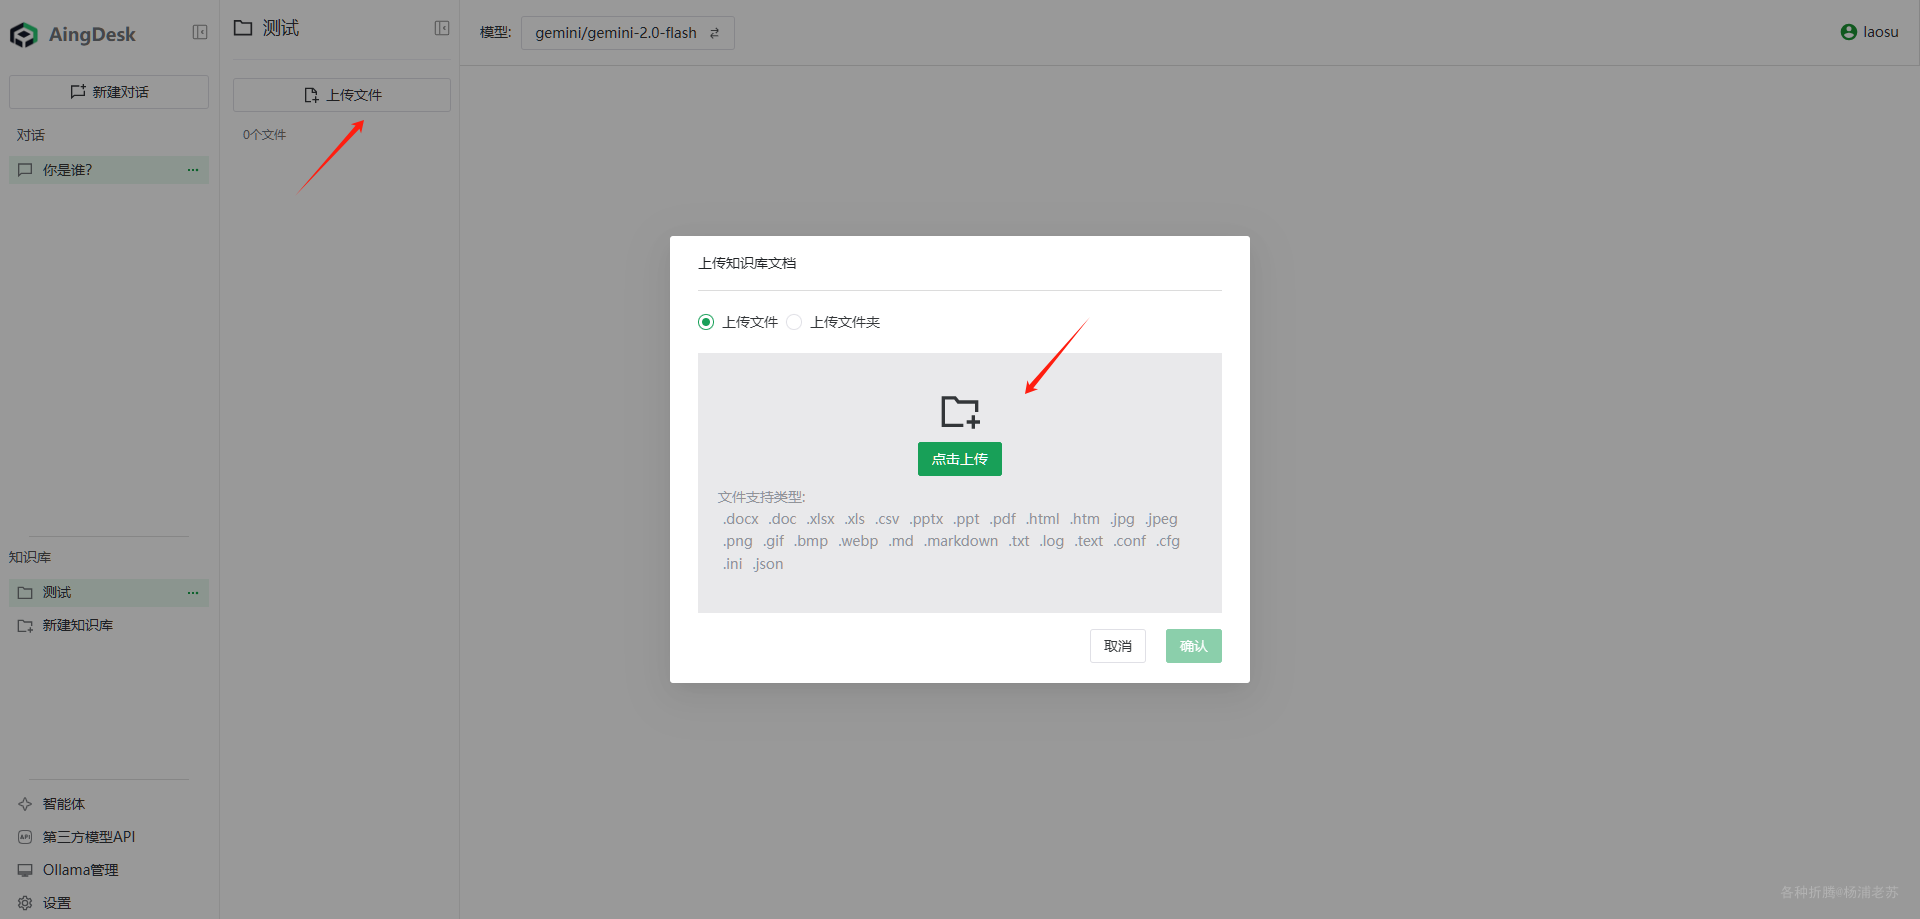 AingDesk
新建对话
对话
你是谁?
知识库
测试
新建知识库
智能体
第三方模型API
Ollama管理
设置
测试
上传文件
0个文件
模型: gemini/gemini-2.0-flash
laosu
上传知识库文档
上传文件 上传文件夹
点击上传
文件支持类型:
.docx .doc .xlsx .xls .csv .pptx .ppt .pdf .html .htm .jpg .jpeg
.png .gif .bmp .webp .md .markdown .txt .log .text .conf .cfg
.ini .json
取消 确认
各种折腾#杨浦老苏